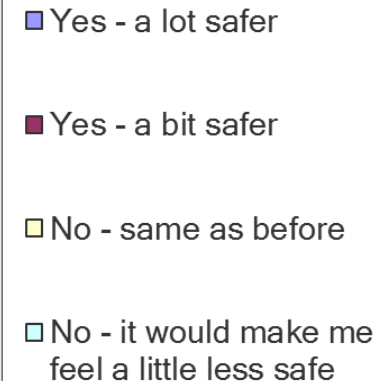 Yes - a lot safer
Yes - a bit safer
No - same as before
No - it would make me
feel a little less safe